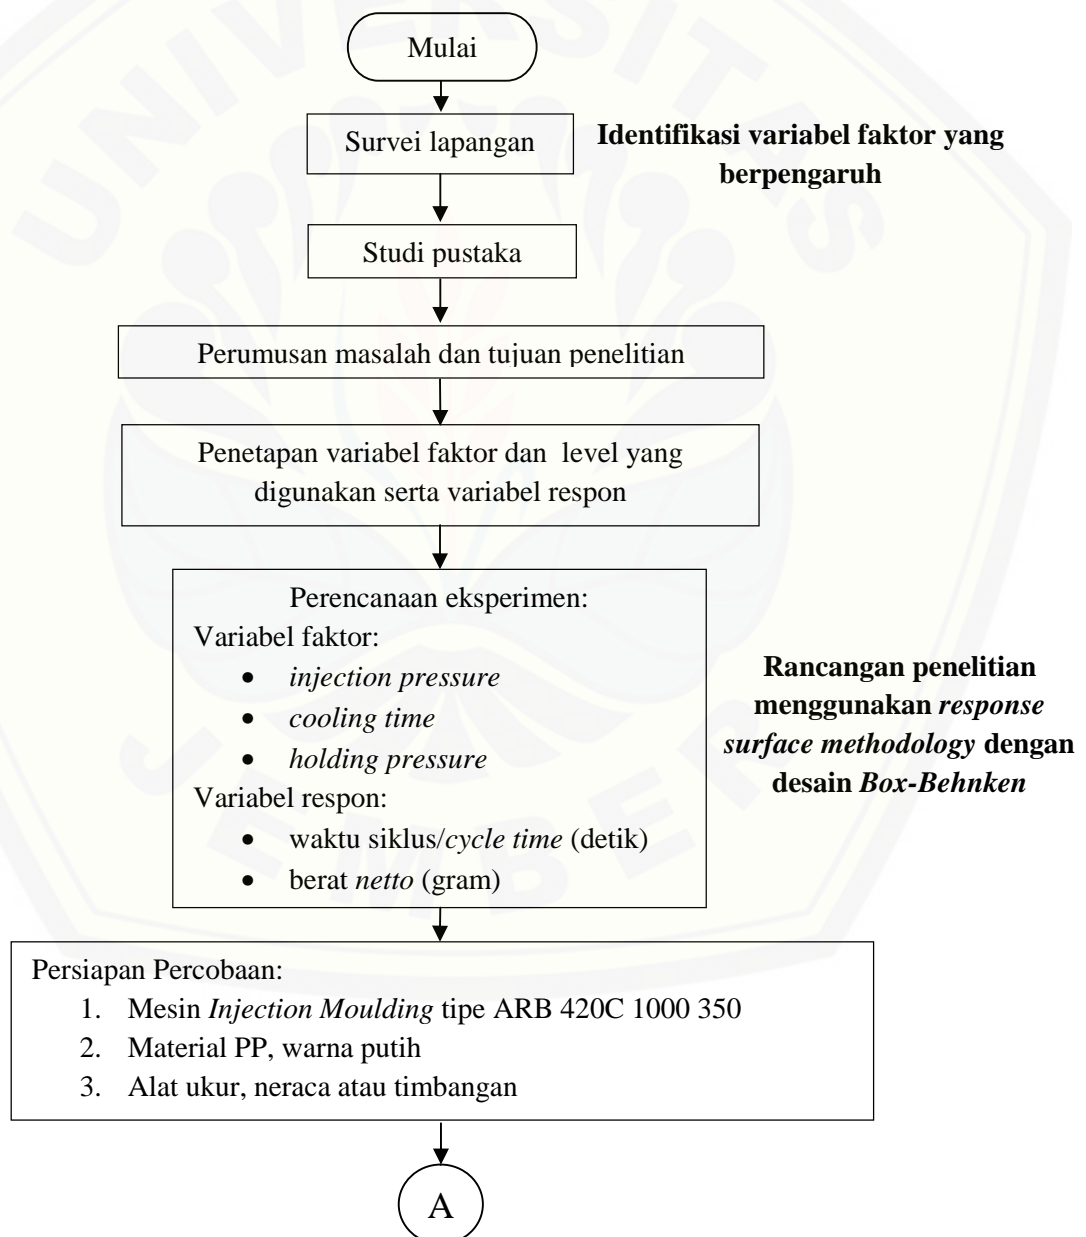 Mulai
Survei lapangan
Identifikasi variabel faktor yang
berpengaruh
Studi pustaka
Perumusan masalah dan tujuan penelitian
Penetapan variabel faktor dan level yang
digunakan serta variabel respon
Perencanaan eksperimen:
Variabel faktor:
• injection pressure
• cooling time
• holding pressure
Variabel respon:
• waktu siklus/cycle time (detik)
• berat netto (gram)
Rancangan penelitian
menggunakan response
surface methodology dengan
desain Box-Behnken
Persiapan Percobaan:
1. Mesin Injection Moulding tipe ARB 420C 1000 350
2. Material PP, warna putih
3. Alat ukur, neraca atau timbangan
A
UNIVERSITAS
JEMBER